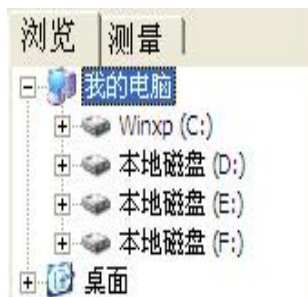 浏览 测量
我的电脑
Winxp (C:)
本地磁盘 (D:)
本地磁盘 (E:)
本地磁盘 (F:)
桌面